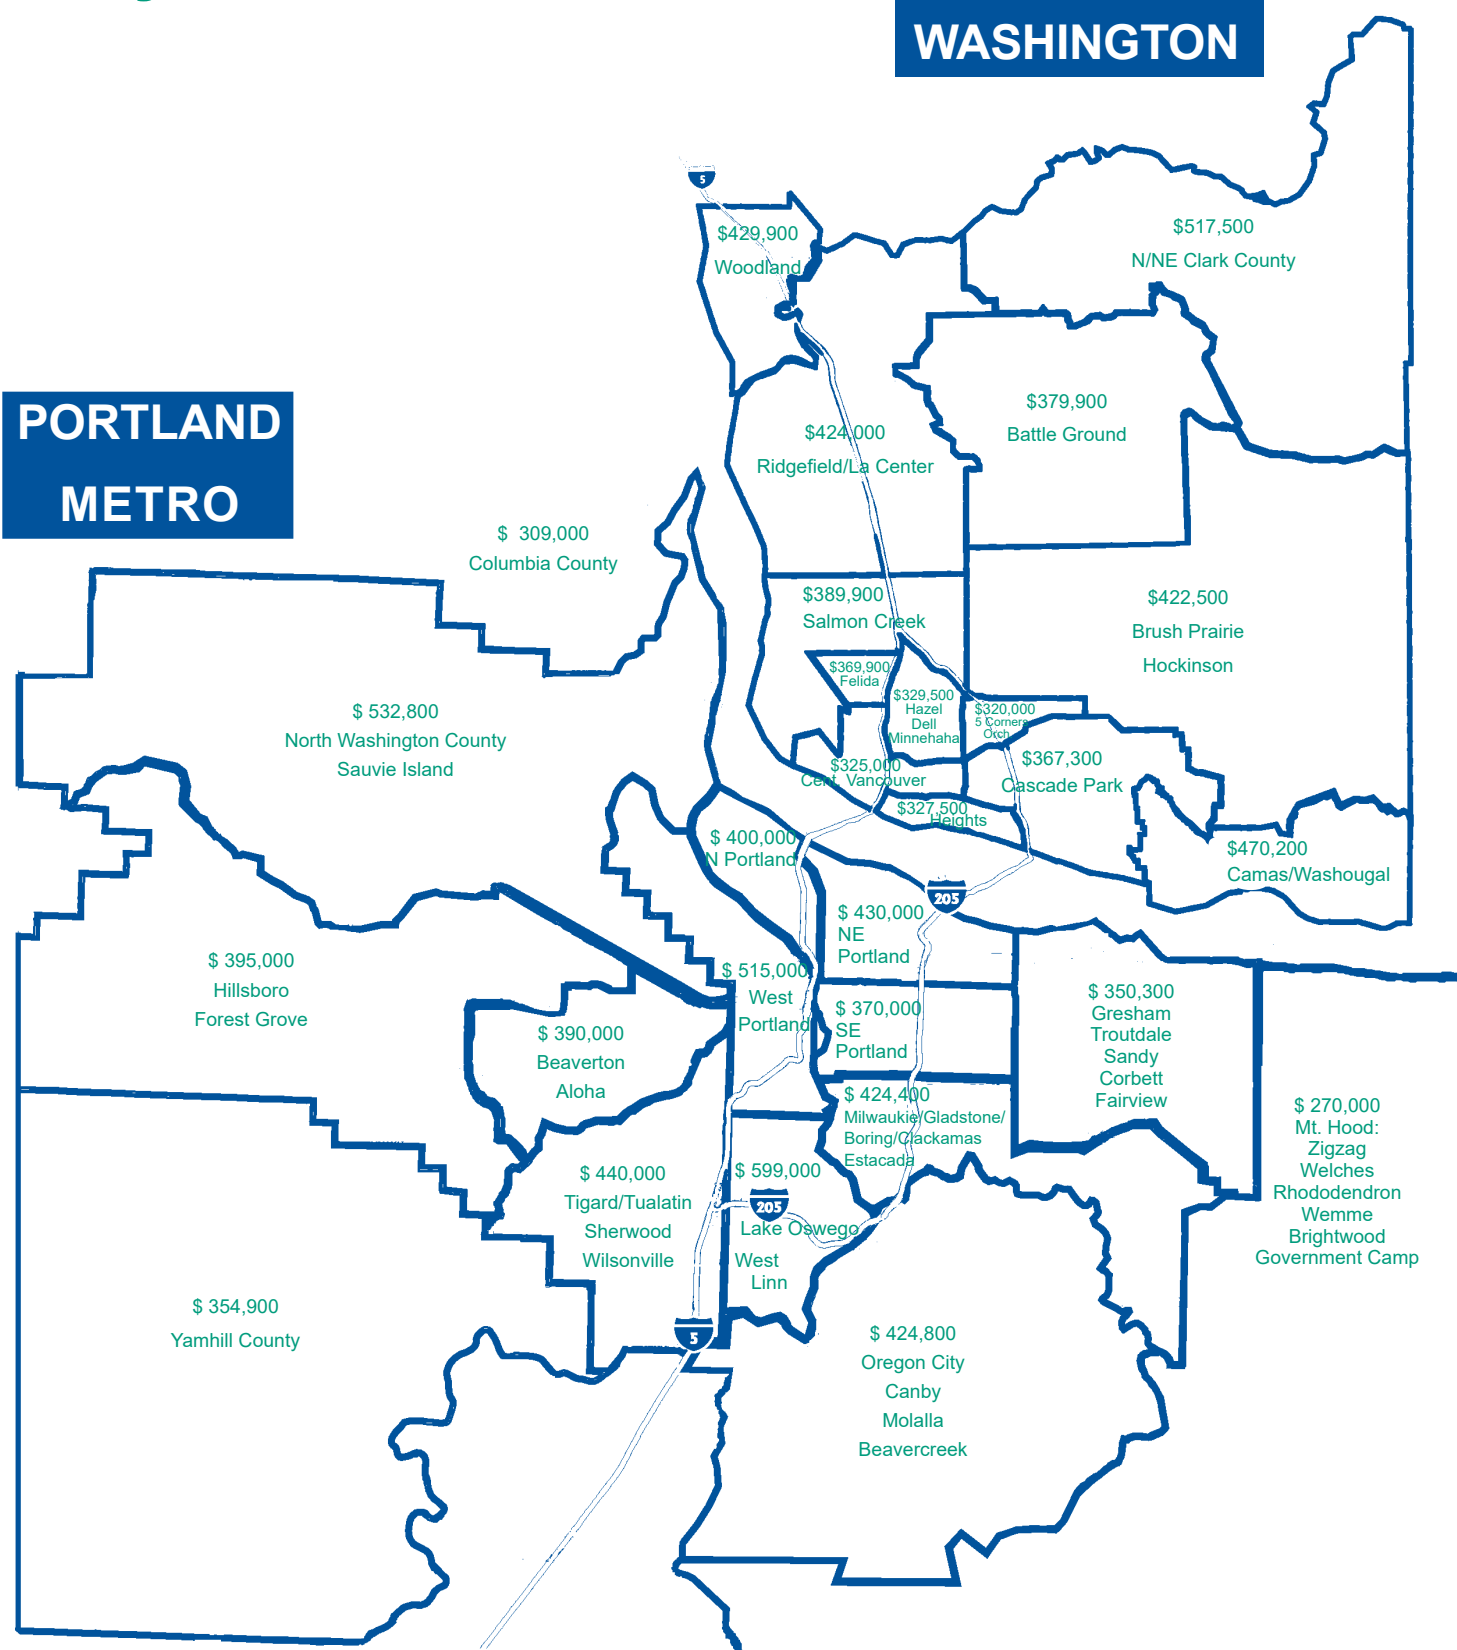 WASHINGTON
5
$429,900
Woodland
$517,500
N/NE Clark County
$379,900
Battle Ground
PORTLAND
METRO
$424,000
Ridgefield/La Center
$ 309,000
Columbia County
$389,900
Salmon Creek
$422,500
Brush Prairie
Hockinson
$369,900
Felida
$329,500
Hazel
Dell
Minnehaha
$320,000
5 Corners
Orch
$ 532,800
North Washington County
Sauvie Island
$325,000
Cent. Vancouver
$367,300
Cascade Park
$327,500
Heights
$470,200
Camas/Washougal
$ 400,000
N Portland
205
$ 430,000
NE
Portland
$ 395,000
Hillsboro
Forest Grove
$ 515,000
West
Portland
$ 370,000
SE
Portland
$ 350,300
Gresham
Troutdale
Sandy
Corbett
Fairview
$ 390,000
Beaverton
Aloha
$ 424,400
Milwaukie/Gladstone/
Boring/Clackamas
Estacada
$ 270,000
Mt. Hood:
Zigzag
Welches
Rhododendron
Wemme
Brightwood
Government Camp
$ 440,000
Tigard/Tualatin
Sherwood
Wilsonville
$ 599,000
205
Lake Oswego
West
Linn
$ 354,900
Yamhill County
5
$ 424,800
Oregon City
Canby
Molalla
Beavercreek